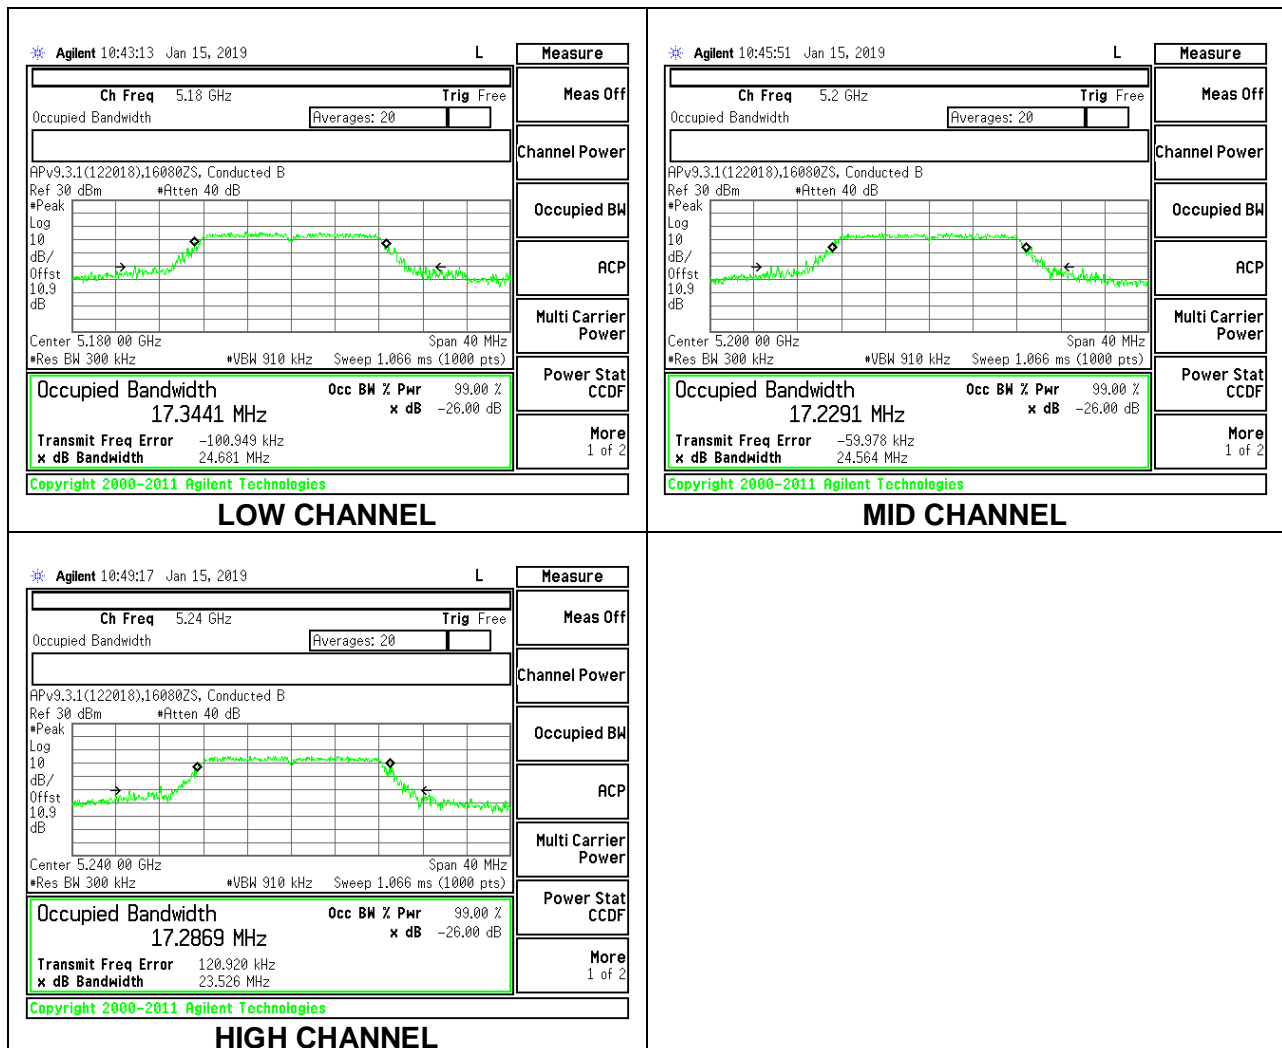 Agilent 10:43:13 Jan 15, 2019 L Measure
Ch Freq 5.18 GHz Trig Free
Meas Off
Occupied Bandwidth Averages: 20
Channel Power
APv9.3.1(122018),16080ZS, Conducted B
Ref 30 dBm #Atten 40 dB
#Peak
Log
10
dB/
Offst
10.9
dB
Occupied BW
ACP
Multi Carrier
Power
Center 5.180 00 GHz Span 40 MHz
#Res BW 300 kHz #VBW 910 kHz Sweep 1.066 ms (1000 pts)
Power Stat
CCDF
Occupied Bandwidth Occ BW % Pwr 99.00 %
17.3441 MHz x dB -26.00 dB
Transmit Freq Error -100.949 kHz
x dB Bandwidth 24.681 MHz
More
1 of 2
Copyright 2000-2011 Agilent Technologies
LOW CHANNEL
Agilent 10:45:51 Jan 15, 2019 L Measure
Ch Freq 5.2 GHz Trig Free
Meas Off
Occupied Bandwidth Averages: 20
Channel Power
APv9.3.1(122018),16080ZS, Conducted B
Ref 30 dBm #Atten 40 dB
#Peak
Log
10
dB/
Offst
10.9
dB
Occupied BW
ACP
Multi Carrier
Power
Center 5.200 00 GHz Span 40 MHz
#Res BW 300 kHz #VBW 910 kHz Sweep 1.066 ms (1000 pts)
Power Stat
CCDF
Occupied Bandwidth Occ BW % Pwr 99.00 %
17.2291 MHz x dB -26.00 dB
Transmit Freq Error -59.978 kHz
x dB Bandwidth 24.564 MHz
More
1 of 2
Copyright 2000-2011 Agilent Technologies
MID CHANNEL
Agilent 10:49:17 Jan 15, 2019 L Measure
Ch Freq 5.24 GHz Trig Free
Meas Off
Occupied Bandwidth Averages: 20
Channel Power
APv9.3.1(122018),16080ZS, Conducted B
Ref 30 dBm #Atten 40 dB
#Peak
Log
10
dB/
Offst
10.9
dB
Occupied BW
ACP
Multi Carrier
Power
Center 5.240 00 GHz Span 40 MHz
#Res BW 300 kHz #VBW 910 kHz Sweep 1.066 ms (1000 pts)
Power Stat
CCDF
Occupied Bandwidth Occ BW % Pwr 99.00 %
17.2869 MHz x dB -26.00 dB
Transmit Freq Error 120.920 kHz
x dB Bandwidth 23.526 MHz
More
1 of 2
Copyright 2000-2011 Agilent Technologies
HIGH CHANNEL